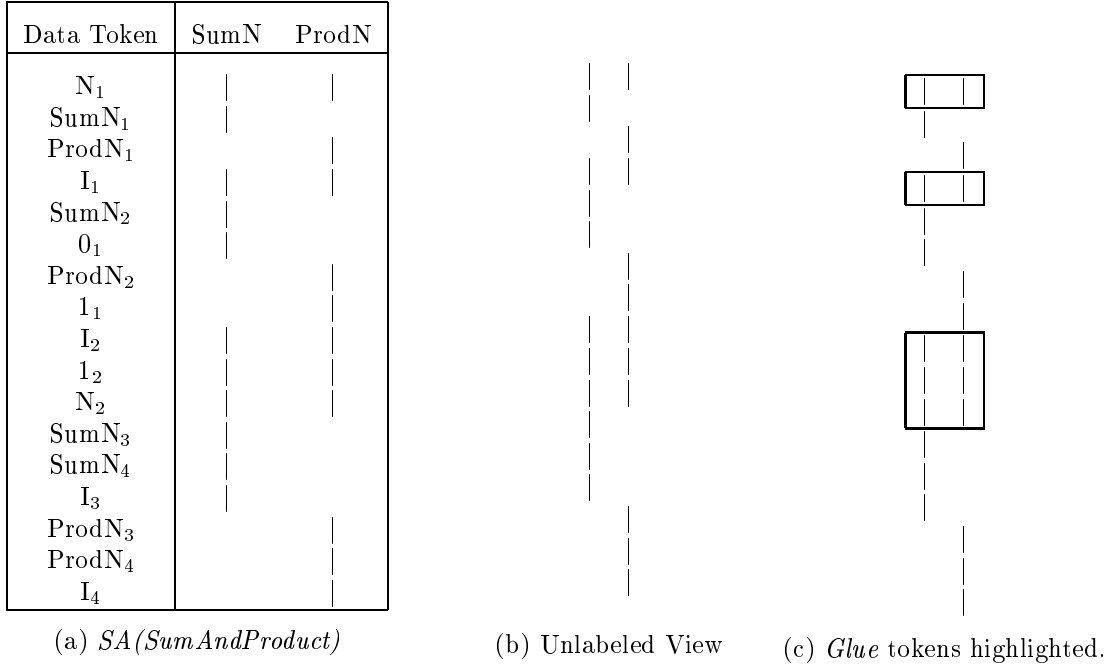 Data Token SumN ProdN
N₁ | |
SumN₁ |
ProdN₁ |
I₁ | |
SumN₂ |
0₁ |
ProdN₂ |
1₁ |
I₂ | |
1₂ | |
N₂ | |
SumN₃ |
SumN₄ |
I₃ |
ProdN₃ |
ProdN₄ |
I₄ |
(a) SA(SumAndProduct)
(b) Unlabeled View
(c) Glue tokens highlighted.